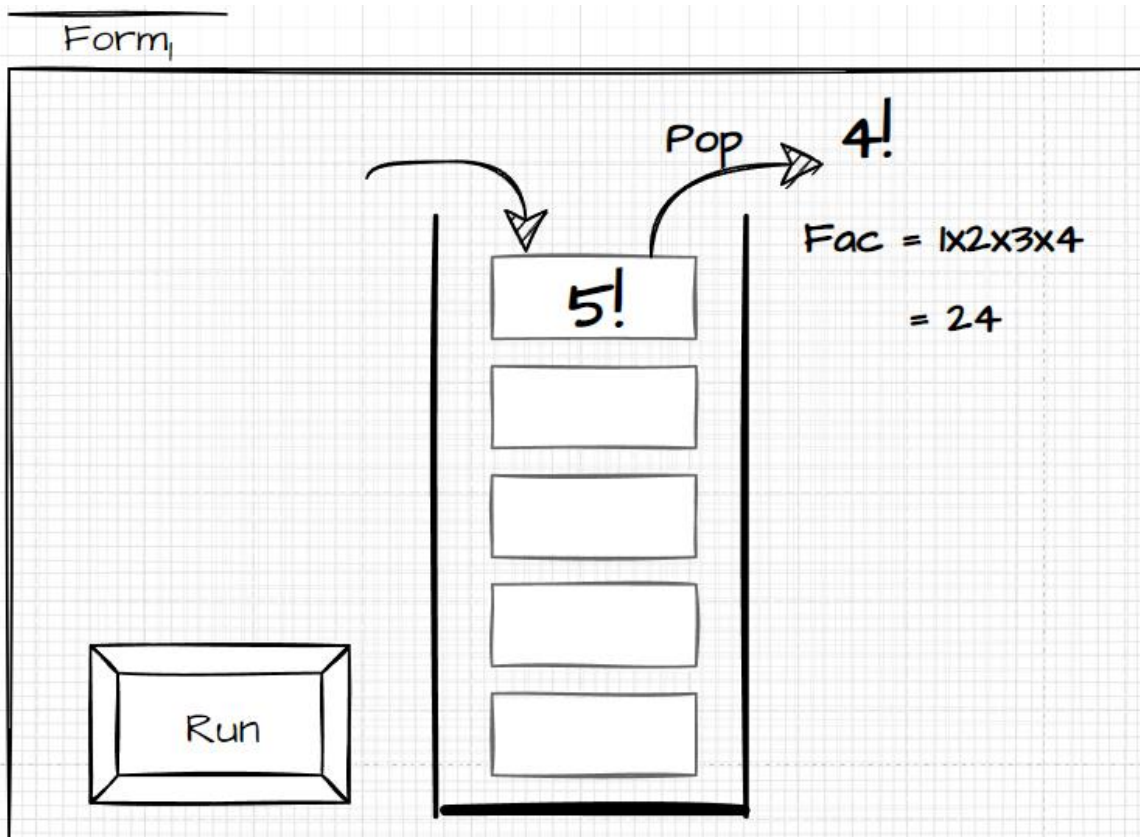 Form1
Pop
4!
Fac = 1x2x3x4
= 24
5!
Run